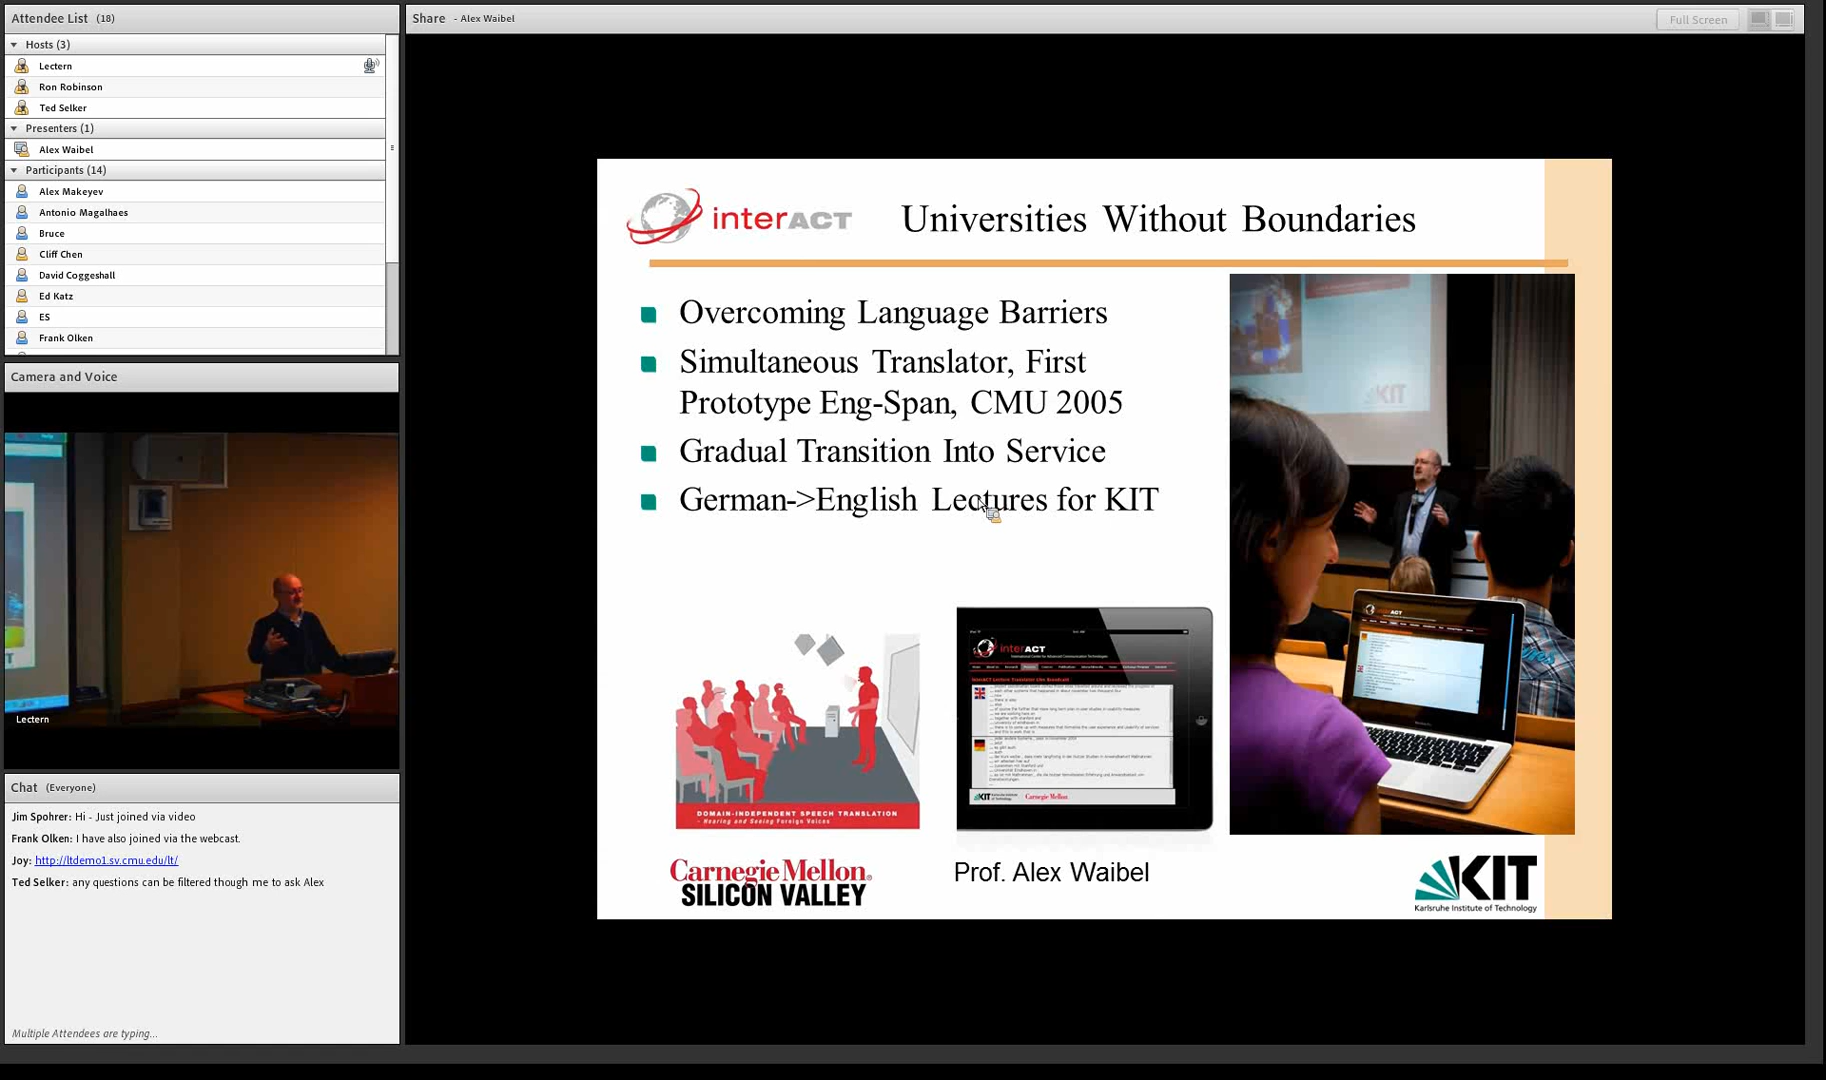 Attendee List (18)
Hosts (3)
Lectern
Ron Robinson
Ted Selker
Presenters (1)
Alex Waibel
Participants (14)
Alex Makeyev
Antonio Magalhaes
Bruce
Cliff Chen
David Coggeshall
Ed Katz
ES
Frank Olken
Camera and Voice
Lectern
Chat (Everyone)
Jim Spohrer: Hi - Just joined via video
Frank Olken: I have also joined via the webcast.
Joy: http://ltdemo1.sv.cmu.edu/lt/
Ted Selker: any questions can be filtered though me to ask Alex
Multiple Attendees are typing...
Share - Alex Waibel
Full Screen
interACT
Universities Without Boundaries
Overcoming Language Barriers
Simultaneous Translator, First
Prototype Eng-Span, CMU 2005
Gradual Transition Into Service
German->English Lectures for KIT
KIT
interACT
DOMAIN-INDEPENDENT SPEECH TRANSLATION
- Hearing and Seeing Foreign Voices
interACT
KIT
Carnegie Mellon
Carnegie Mellon
SILICON VALLEY
Prof. Alex Waibel
KIT
Karlsruhe Institute of Technology